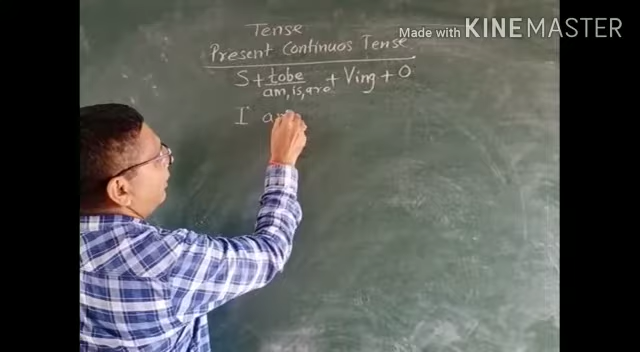 Tense
Made with KINEMASTER
Present Continuos Tense
S + tobe + Ving + O
am, is, are
I am